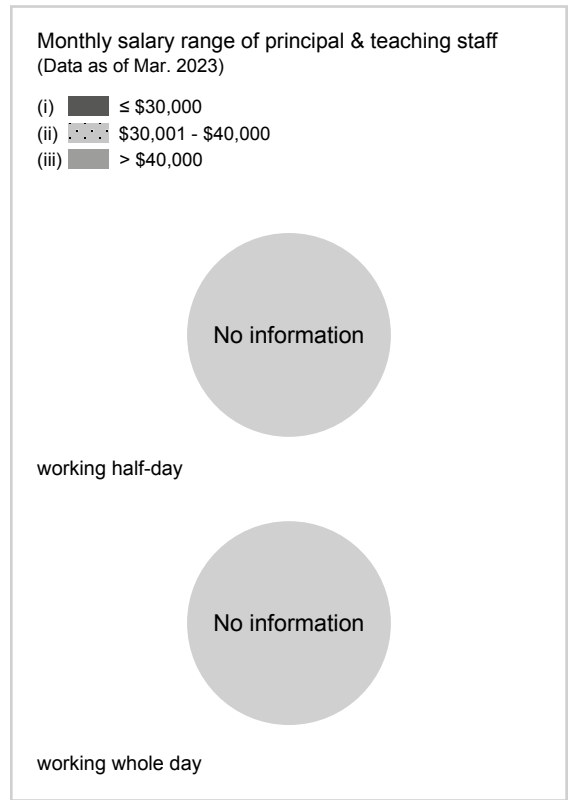 Monthly salary range of principal & teaching staff
(Data as of Mar. 2023)
(i) ≤ $30,000
(ii) $30,001 - $40,000
(iii) > $40,000
No information
working half-day
No information
working whole day